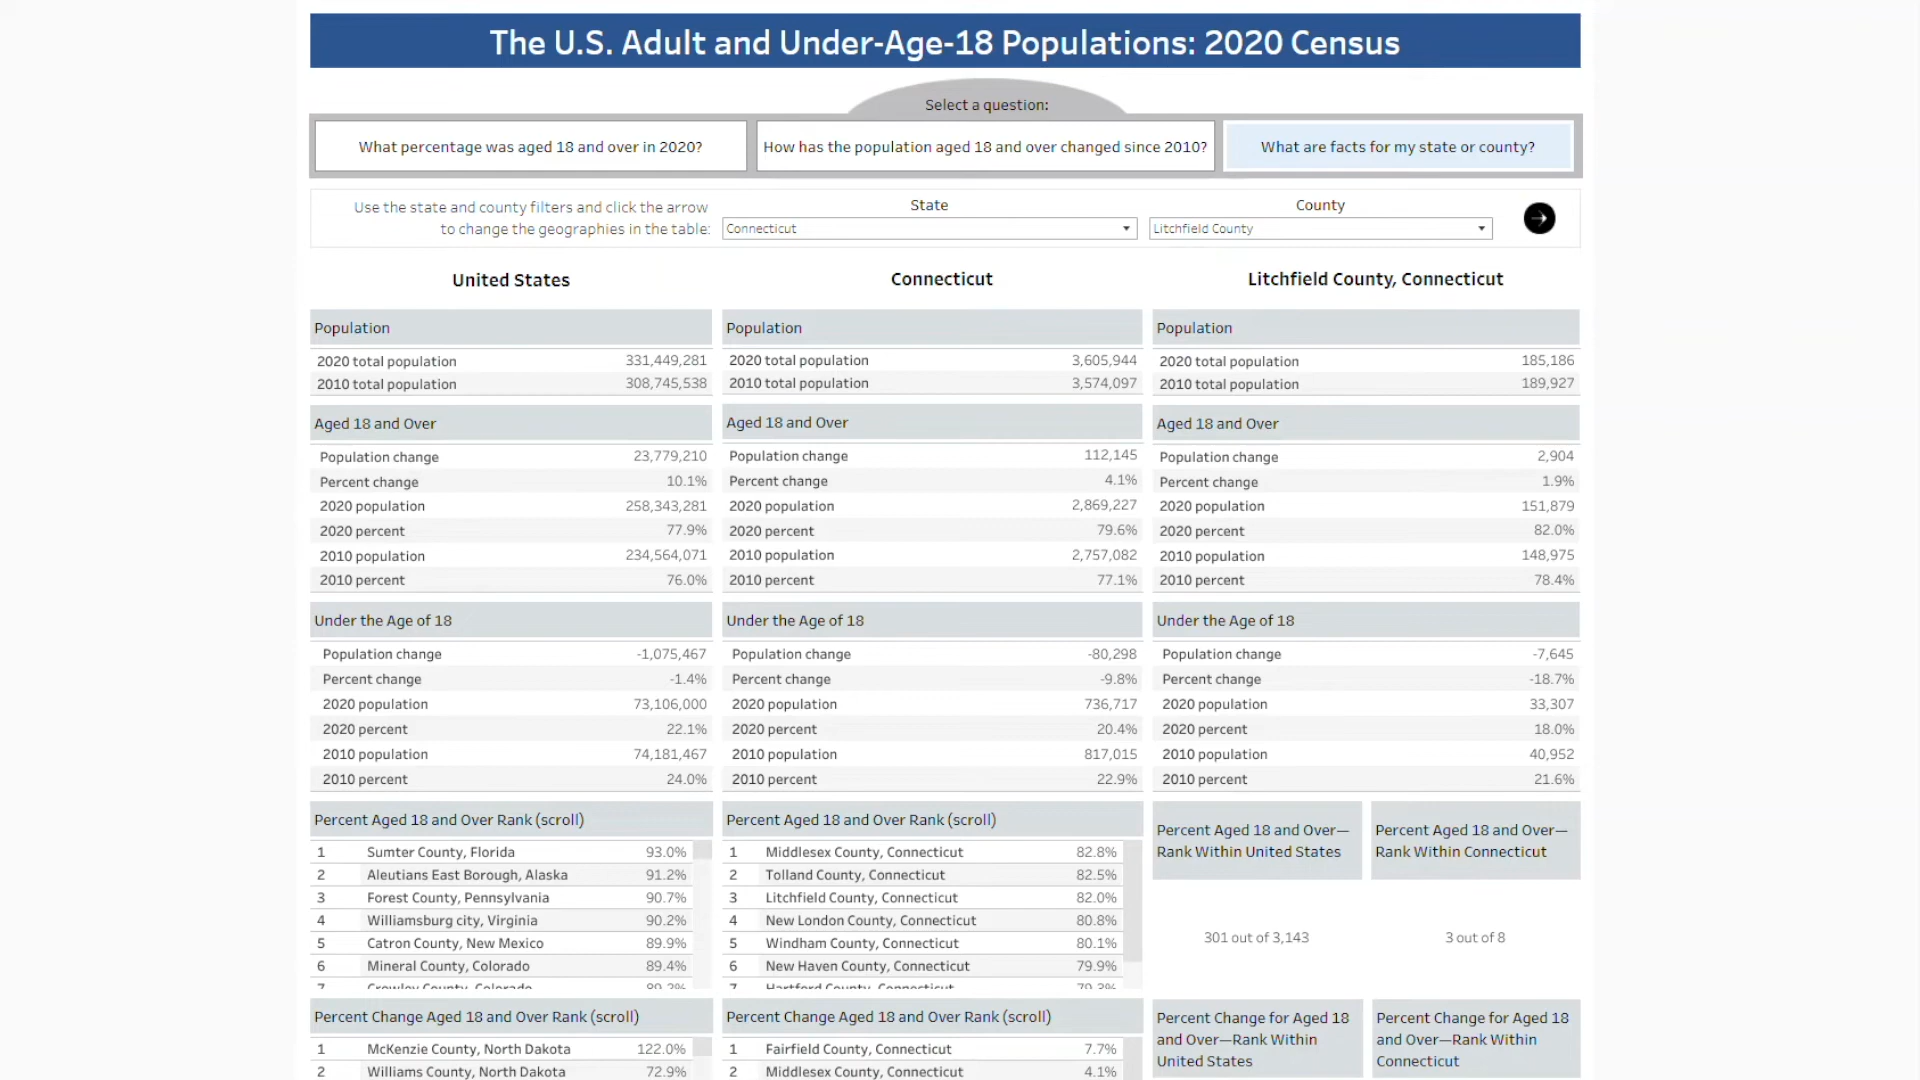 The U.S. Adult and Under-Age-18 Populations: 2020 Census
Select a question:
What percentage was aged 18 and over in 2020?
How has the population aged 18 and over changed since 2010?
What are facts for my state or county?
Use the state and county filters and click the arrow
to change the geographies in the table:
State
Connecticut
County
Litchfield County
United States
Population
2020 total population 331,449,281
2010 total population 308,745,538
Aged 18 and Over
Population change 23,779,210
Percent change 10.1%
2020 population 258,343,281
2020 percent 77.9%
2010 population 234,564,071
2010 percent 76.0%
Under the Age of 18
Population change -1,075,467
Percent change -1.4%
2020 population 73,106,000
2020 percent 22.1%
2010 population 74,181,467
2010 percent 24.0%
Percent Aged 18 and Over Rank (scroll)
1 Sumter County, Florida 93.0%
2 Aleutians East Borough, Alaska 91.2%
3 Forest County, Pennsylvania 90.7%
4 Williamsburg city, Virginia 90.2%
5 Catron County, New Mexico 89.9%
6 Mineral County, Colorado 89.4%
7 Crowley County, Colorado 89.2%
Percent Change Aged 18 and Over Rank (scroll)
1 McKenzie County, North Dakota 122.0%
2 Williams County, North Dakota 72.9%
Connecticut
Population
2020 total population 3,605,944
2010 total population 3,574,097
Aged 18 and Over
Population change 112,145
Percent change 4.1%
2020 population 2,869,227
2020 percent 79.6%
2010 population 2,757,082
2010 percent 77.1%
Under the Age of 18
Population change -80,298
Percent change -9.8%
2020 population 736,717
2020 percent 20.4%
2010 population 817,015
2010 percent 22.9%
Percent Aged 18 and Over Rank (scroll)
1 Middlesex County, Connecticut 82.8%
2 Tolland County, Connecticut 82.5%
3 Litchfield County, Connecticut 82.0%
4 New London County, Connecticut 80.8%
5 Windham County, Connecticut 80.1%
6 New Haven County, Connecticut 79.9%
7 Hartford County, Connecticut 79.3%
Percent Change Aged 18 and Over Rank (scroll)
1 Fairfield County, Connecticut 7.7%
2 Middlesex County, Connecticut 4.1%
Litchfield County, Connecticut
Population
2020 total population 185,186
2010 total population 189,927
Aged 18 and Over
Population change 2,904
Percent change 1.9%
2020 population 151,879
2020 percent 82.0%
2010 population 148,975
2010 percent 78.4%
Under the Age of 18
Population change -7,645
Percent change -18.7%
2020 population 33,307
2020 percent 18.0%
2010 population 40,952
2010 percent 21.6%
Percent Aged 18 and Over—
Rank Within United States
301 out of 3,143
Percent Aged 18 and Over—
Rank Within Connecticut
3 out of 8
Percent Change for Aged 18
and Over—Rank Within
United States
Percent Change for Aged 18
and Over—Rank Within
Connecticut